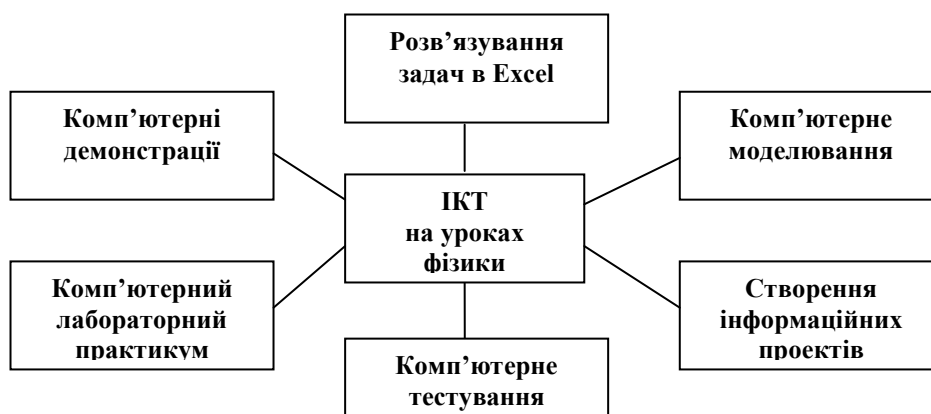 Розв’язування
задач в Excel
Комп’ютерні
демонстрації
Комп’ютерне
моделювання
ІКТ
на уроках
фізики
Комп’ютерний
лабораторний
практикум
Створення
інформаційних
проектів
Комп’ютерне
тестування